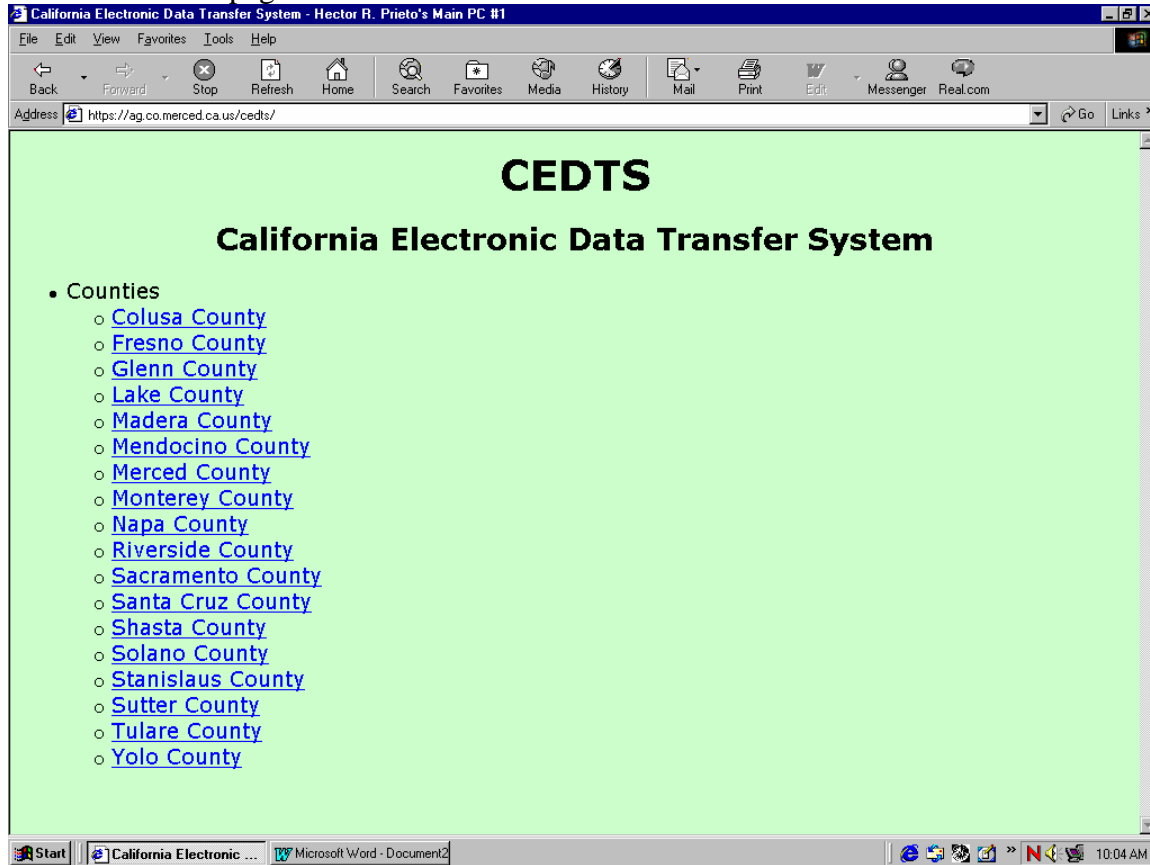 California Electronic Data Transfer System - Hector R. Prieto's Main PC #1
File Edit View Favorites Tools Help
Back Forward Stop Refresh Home Search Favorites Media History Mail Print Edit Messenger Real.com
Address https://ag.co.merced.ca.us/cedts/ Go Links »
CEDTS
California Electronic Data Transfer System
• Counties
o Colusa County
o Fresno County
o Glenn County
o Lake County
o Madera County
o Mendocino County
o Merced County
o Monterey County
o Napa County
o Riverside County
o Sacramento County
o Santa Cruz County
o Shasta County
o Solano County
o Stanislaus County
o Sutter County
o Tulare County
o Yolo County
Start California Electronic ... Microsoft Word - Document2 » N 10:04 AM